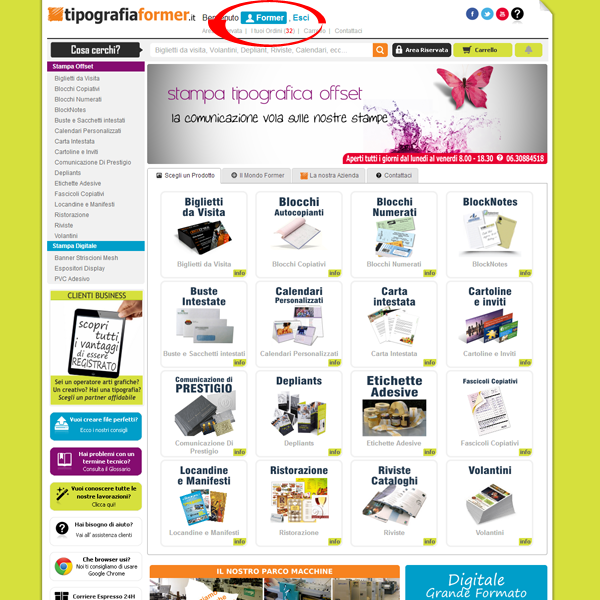 tipografiaformer.it
Benvenuto Former, Esci
Area Riservata | I tuoi Ordini (32) | Carrello | Contattaci
Cosa cerchi?
Biglietti da visita, Volantini, Depliant, Riviste, Calendari, ecc...
Area Riservata
Carrello
Stampa Offset
Biglietti da Visita
Blocchi Copiativi
Blocchi Numerati
BlockNotes
Buste e Sacchetti intestati
Calendari Personalizzati
Carta Intestata
Cartoline e Inviti
Comunicazione Di Prestigio
Depliants
Etichette Adesive
Fascicoli Copiativi
Locandine e Manifesti
Ristorazione
Riviste
Volantini
Stampa Digitale
Banner Striscioni Mesh
Espositori Display
PVC Adesivo
CLIENTI BUSINESS
scopri
tutti
i vantaggi
di essere
REGISTRATO
Sei un operatore arti grafiche?
Un creativo? Hai una tipografia?
Scegli un partner affidabile
Vuoi creare file perfetti?
Ecco i nostri consigli
Hai problemi con un
termine tecnico?
Consulta il Glossario
Vuoi conoscere tutte le
nostre lavorazioni?
Clicca qui!
Hai bisogno di aiuto?
Vai all'assistenza clienti
Che browser usi?
Noi ti consigliamo di usare
Google Chrome
Corriere Espresso 24H
stampa tipografica offset
la comunicazione vola sulle nostre stampe
Aperti tutti i giorni dal lunedì al venerdì 8.00 - 18.30 06.30884518
Scegli un Prodotto
Il Mondo Former
La nostra Azienda
Contattaci
Biglietti
da Visita
Biglietti da Visita
info
Blocchi
Autocopianti
Blocchi Copiativi
info
Blocchi
Numerati
Blocchi Numerati
info
BlockNotes
BlockNotes
info
Buste
Intestate
Buste e Sacchetti intestati
info
Calendari
Personalizzati
Calendari Personalizzati
info
Carta
intestata
Carta Intestata
info
Cartoline
e inviti
Cartoline e Inviti
info
Comunicazione di
PRESTIGIO
Comunicazione Di
Prestigio
info
Depliants
Depliants
info
Etichette
Adesive
Etichette Adesive
info
Fascicoli Copiativi
Fascicoli Copiativi
info
Locandine
e Manifesti
Locandine e Manifesti
info
Ristorazione
Ristorazione
info
Riviste
Cataloghi
Riviste
info
Volantini
Volantini
info
IL NOSTRO PARCO MACCHINE
Digitale
Grande Formato